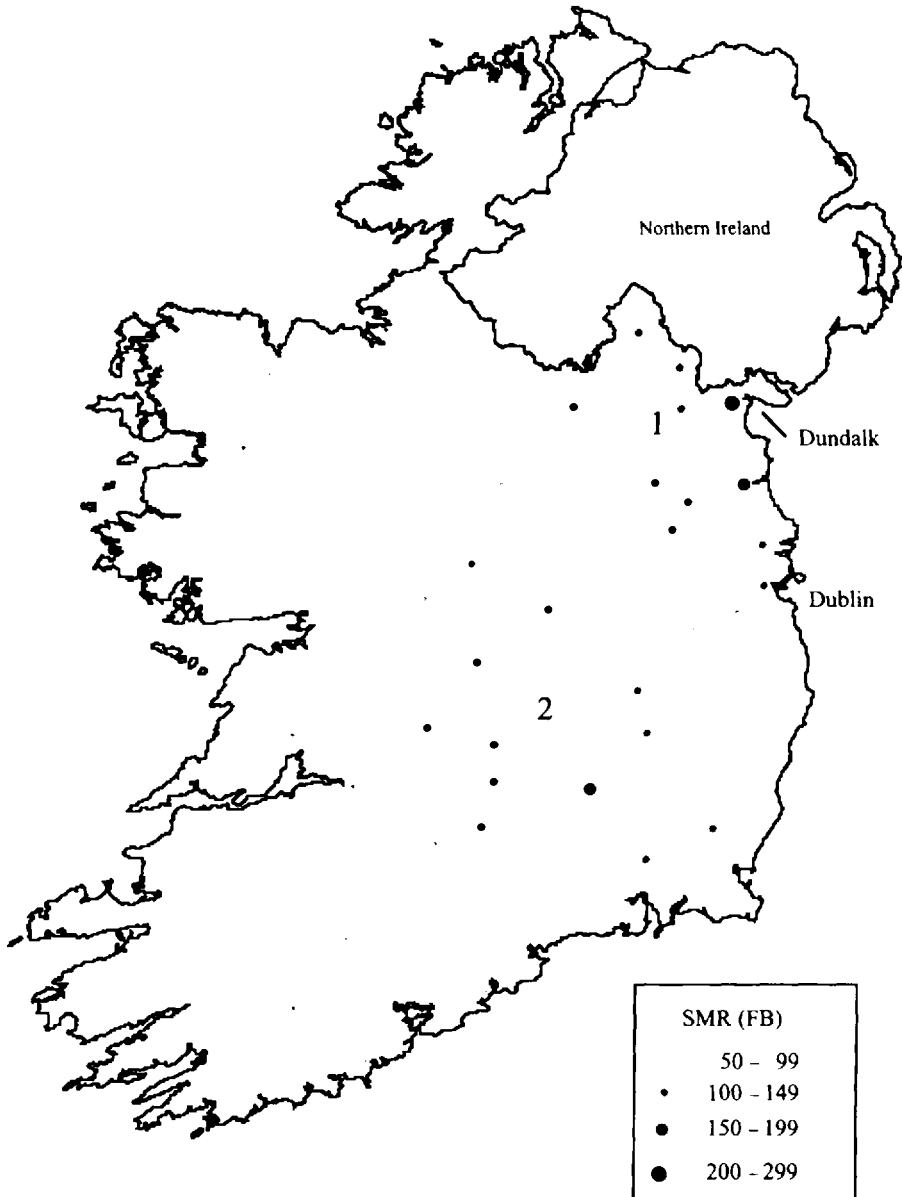 Northern Ireland
1
Dundalk
Dublin
2
SMR (FB)
50 – 99
100 – 149
150 – 199
200 – 299